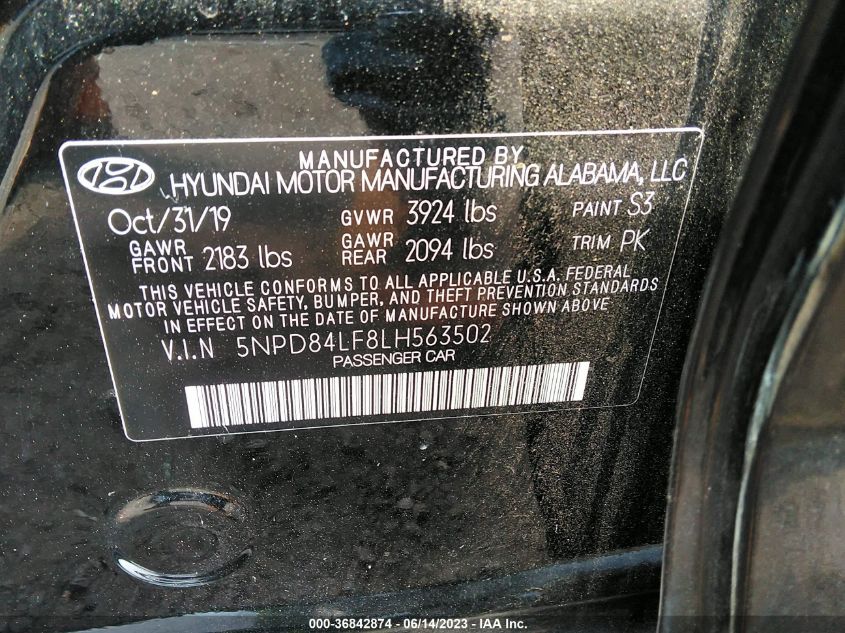 MANUFACTURED BY
HYUNDAI MOTOR MANUFACTURING ALABAMA, LLC
Oct/31/19 GVWR 3924 lbs PAINT S3
GAWR FRONT 2183 lbs GAWR REAR 2094 lbs TRIM PK
THIS VEHICLE CONFORMS TO ALL APPLICABLE U.S.A. FEDERAL
MOTOR VEHICLE SAFETY, BUMPER, AND THEFT PREVENTION STANDARDS
IN EFFECT ON THE DATE OF MANUFACTURE SHOWN ABOVE
V.I.N 5NPD84LF8LH563502
PASSENGER CAR
000-36842874 - 06/14/2023 - IAA Inc.